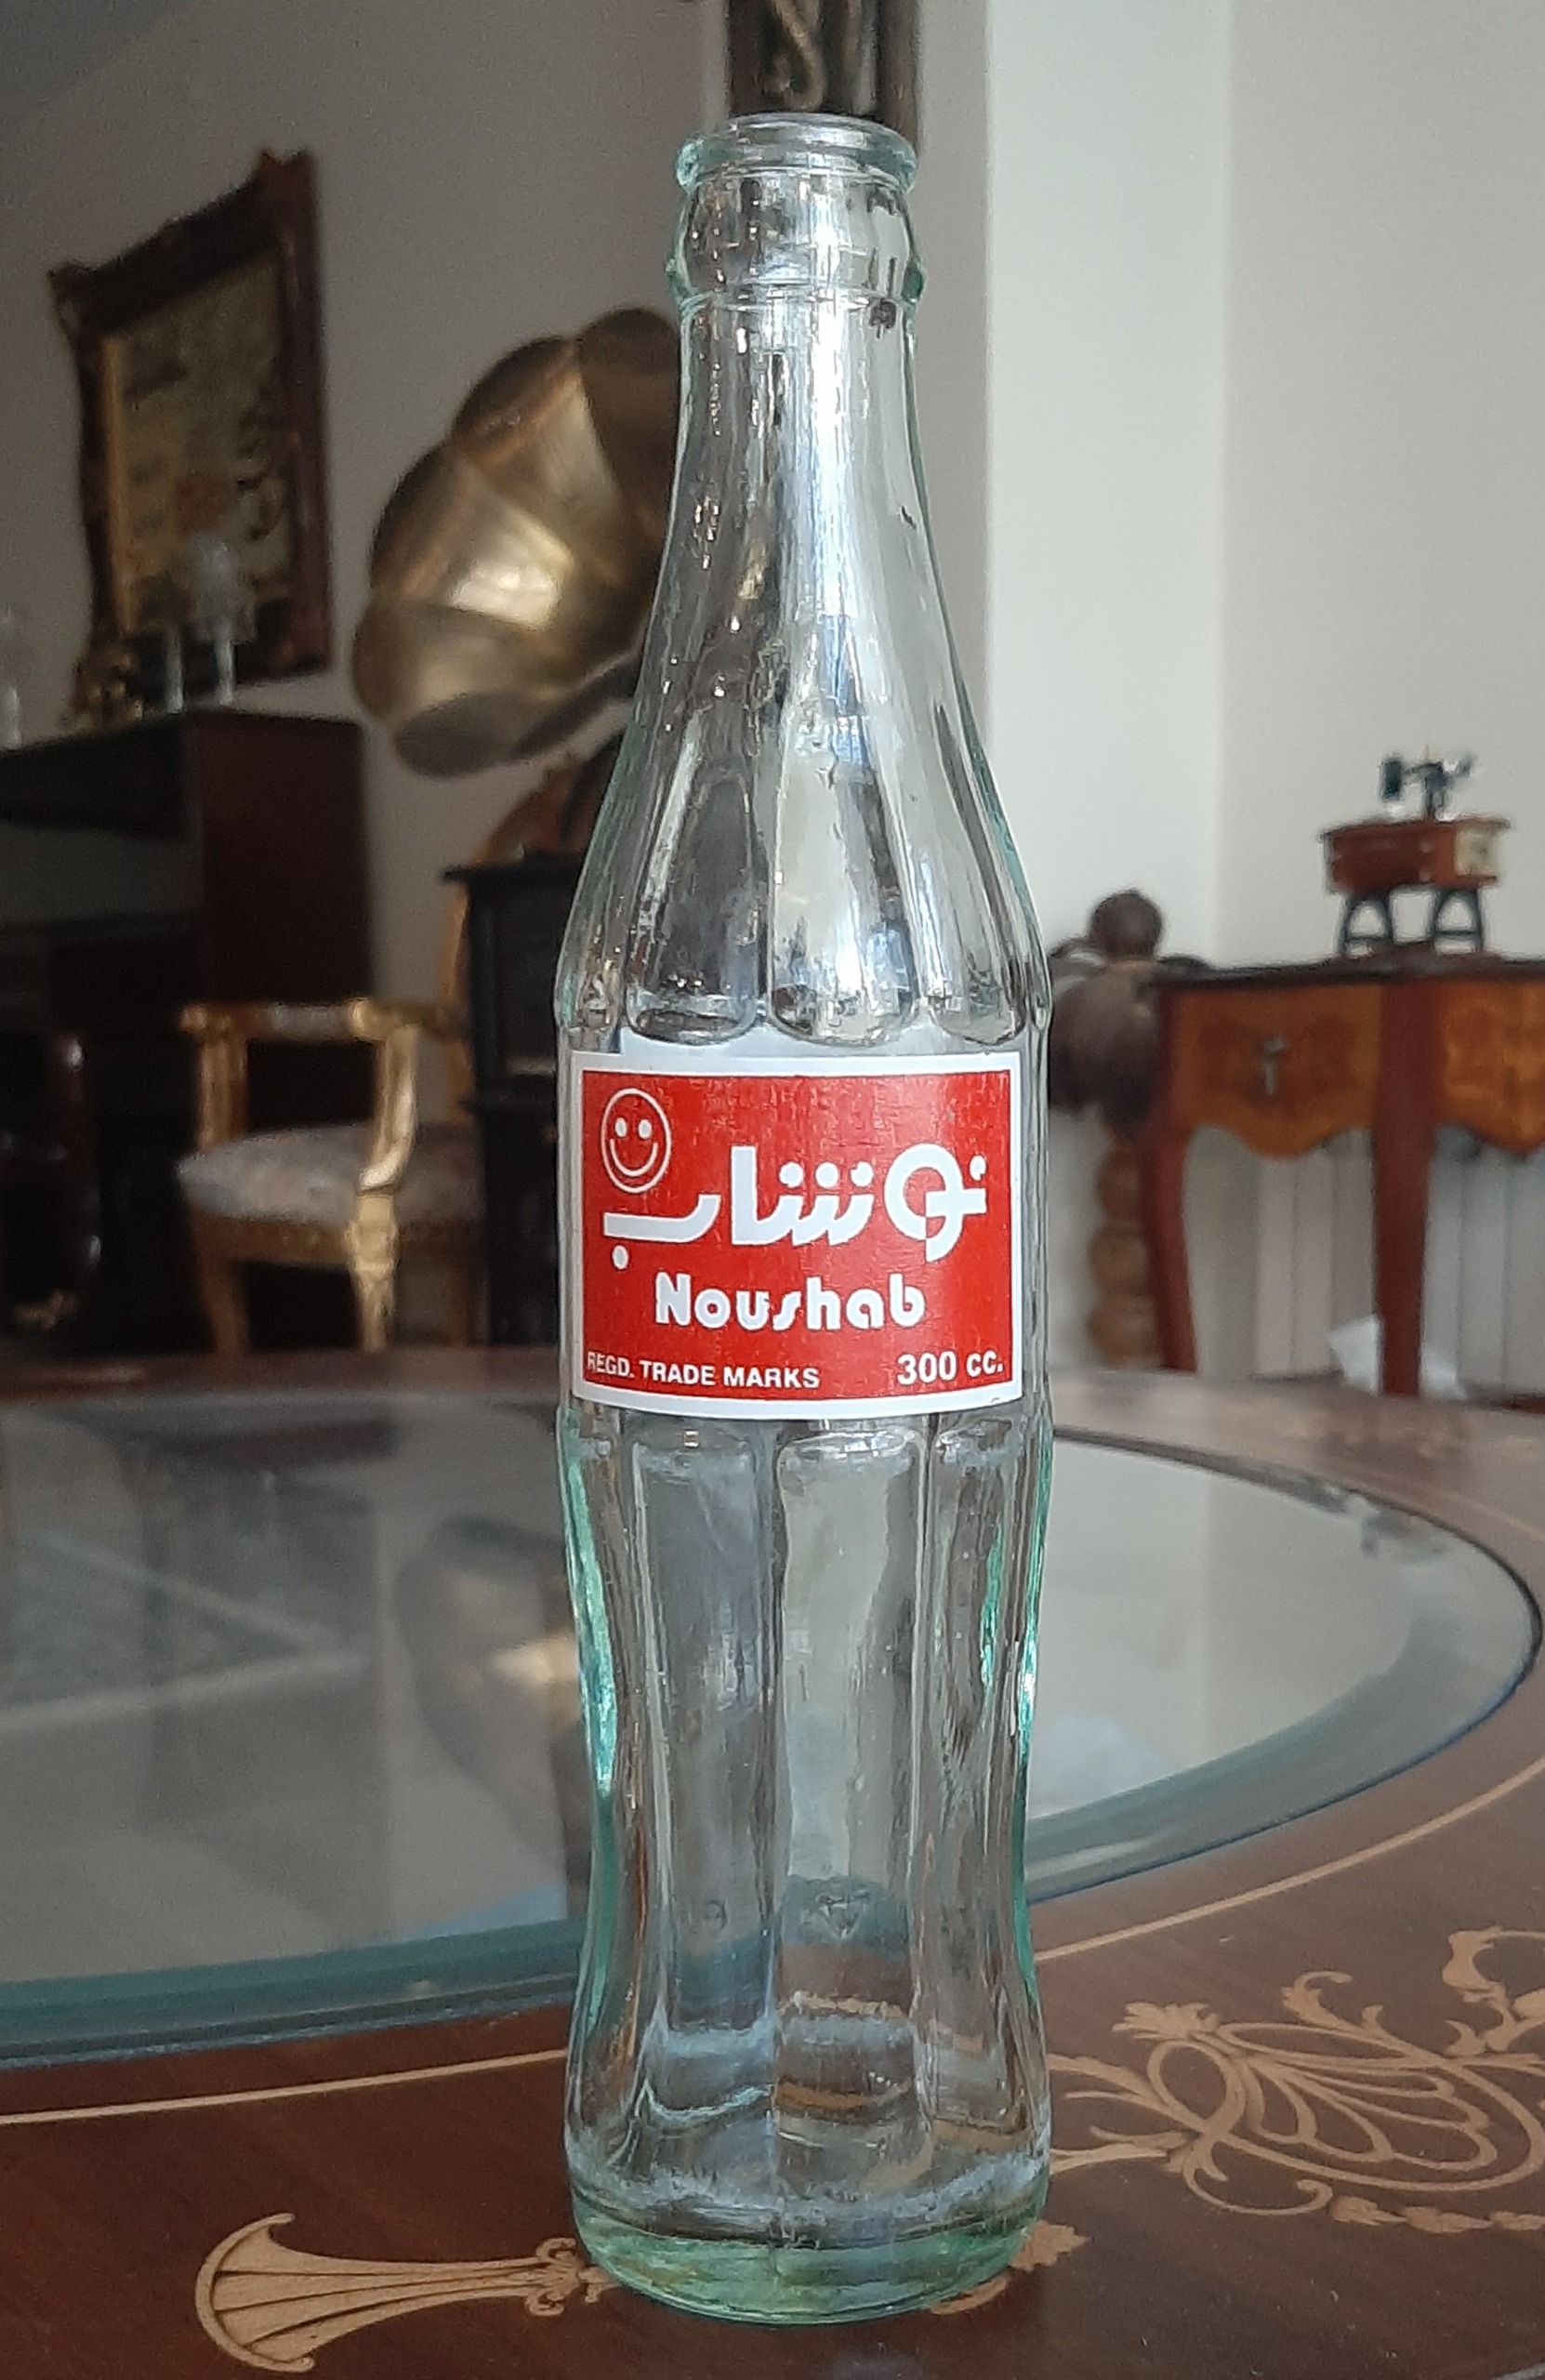 نوشاب
Noushab
REGD. TRADE MARKS 300 CC.